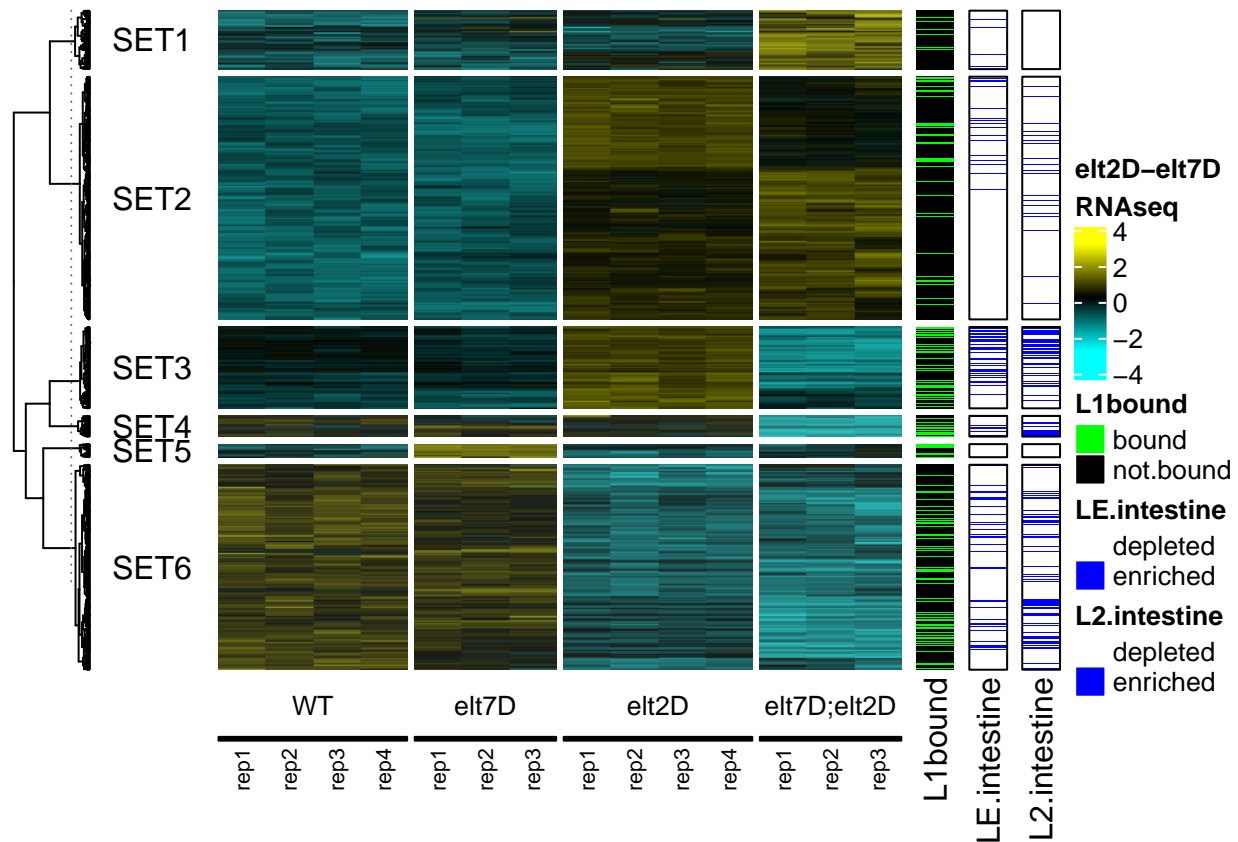 SET1
SET2
SET3
SET4
SET5
SET6
WT
elt7D
elt2D
elt7D;elt2D
rep1
rep2
rep3
rep4
rep1
rep2
rep3
rep1
rep2
rep3
rep4
rep1
rep2
rep3
L1bound
LE.intestine
L2.intestine
elt2D−elt7D
RNAseq
4
2
0
−2
−4
L1bound
bound
not.bound
LE.intestine
depleted
enriched
L2.intestine
depleted
enriched